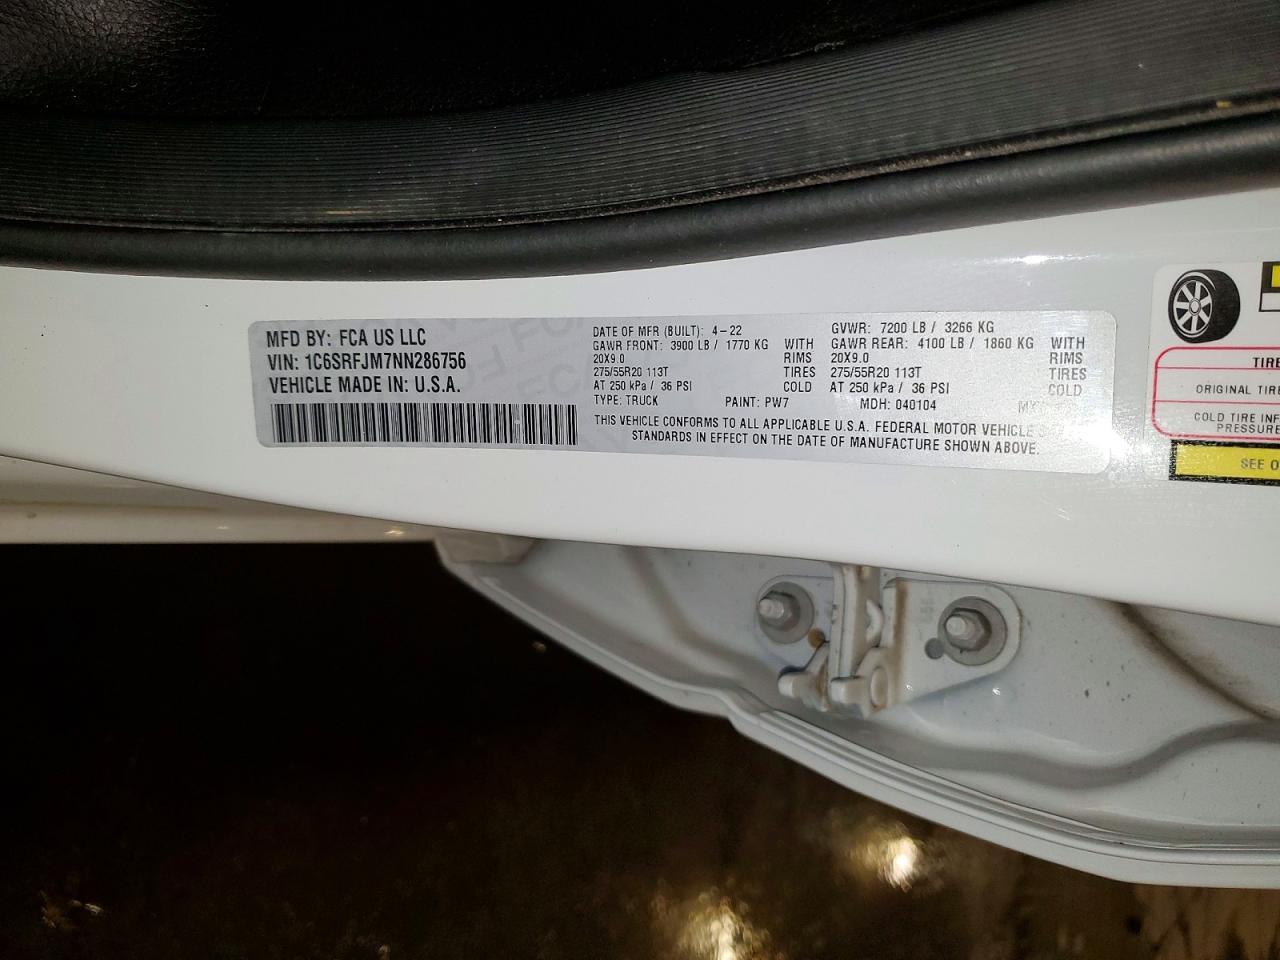 MFD BY: FCA US LLC
VIN: 1C6SRFJM7NN286756
VEHICLE MADE IN: U.S.A.
DATE OF MFR (BUILT): 4-22
GVWR: 7200 LB / 3266 KG
GAWR FRONT: 3900 LB / 1770 KG WITH
GAWR REAR: 4100 LB / 1860 KG WITH
20X9.0 RIMS
20X9.0 RIMS
275/55R20 113T TIRES
275/55R20 113T TIRES
AT 250 kPa / 36 PSI COLD
AT 250 kPa / 36 PSI COLD
TYPE: TRUCK PAINT: PW7 MDH: 040104
THIS VEHICLE CONFORMS TO ALL APPLICABLE U.S.A. FEDERAL MOTOR VEHICLE
STANDARDS IN EFFECT ON THE DATE OF MANUFACTURE SHOWN ABOVE.
TIRE
ORIGINAL TIRE
COLD TIRE INF
PRESSURE
SEE O